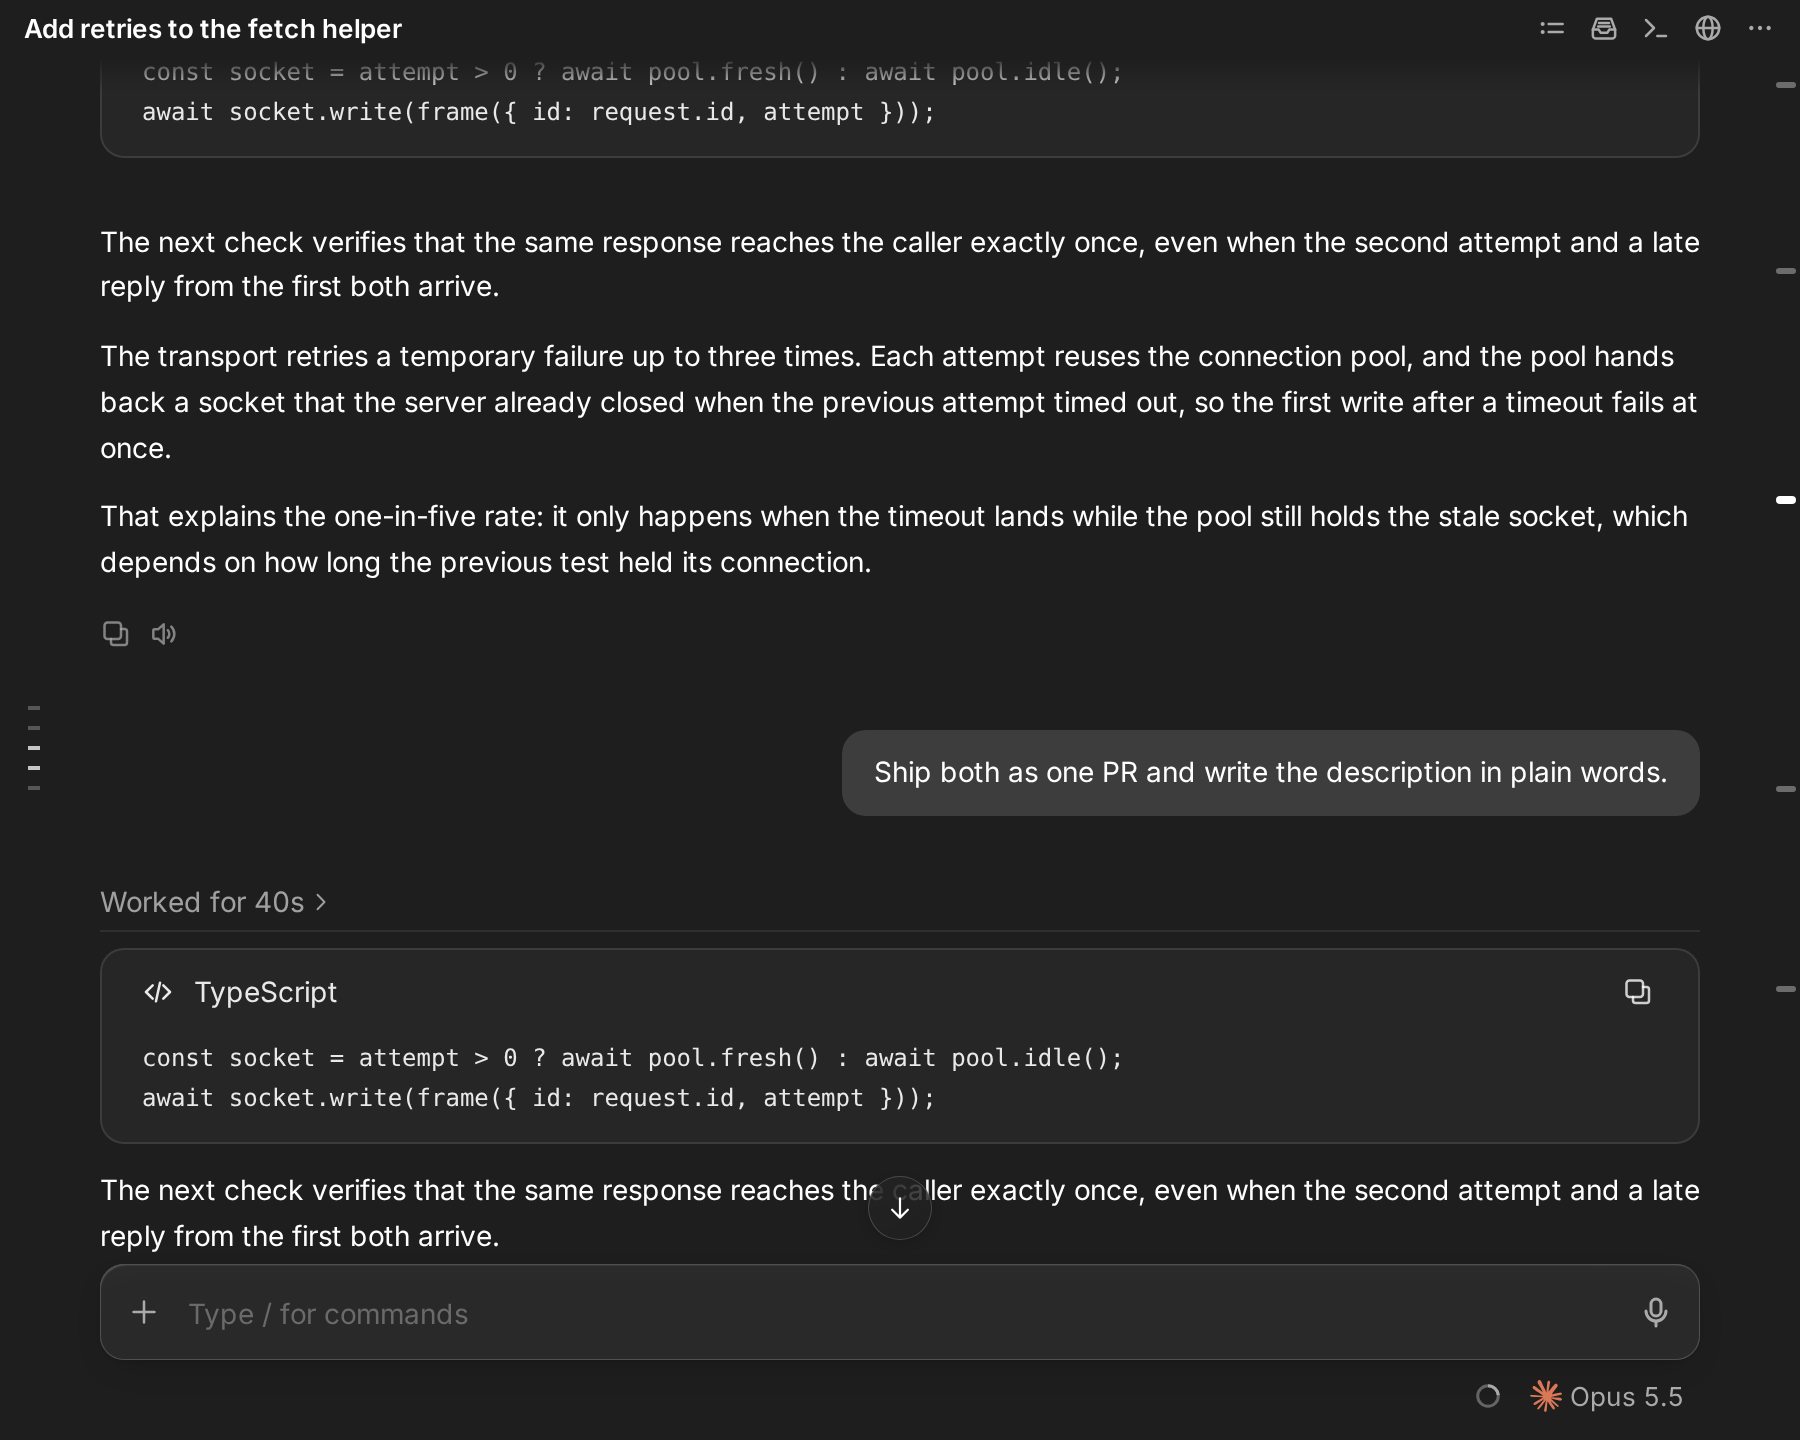 Add retries to the fetch helper
const socket = attempt > 0 ? await pool.fresh() : await pool.idle();
await socket.write(frame({ id: request.id, attempt }));
The next check verifies that the same response reaches the caller exactly once, even when the second attempt and a late
reply from the first both arrive.
The transport retries a temporary failure up to three times. Each attempt reuses the connection pool, and the pool hands
back a socket that the server already closed when the previous attempt timed out, so the first write after a timeout fails at
once.
That explains the one-in-five rate: it only happens when the timeout lands while the pool still holds the stale socket, which
depends on how long the previous test held its connection.
Ship both as one PR and write the description in plain words.
Worked for 40s
TypeScript
const socket = attempt > 0 ? await pool.fresh() : await pool.idle();
await socket.write(frame({ id: request.id, attempt }));
The next check verifies that the same response reaches the caller exactly once, even when the second attempt and a late
reply from the first both arrive.
Type / for commands
Opus 5.5